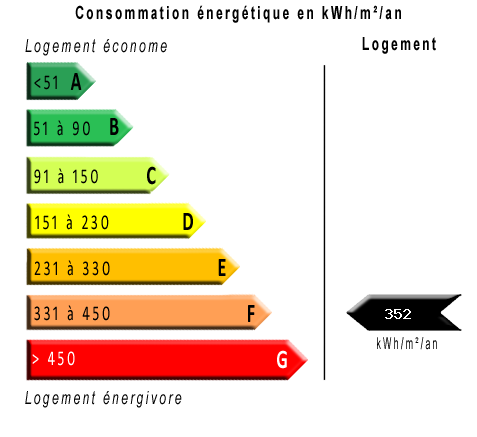 Consommation énergétique en kWh/m²/an
Logement économe
Logement
<51 A
51 à 90 B
91 à 150 C
151 à 230 D
231 à 330 E
331 à 450 F
352
kWh/m²/an
> 450 G
Logement énergivore